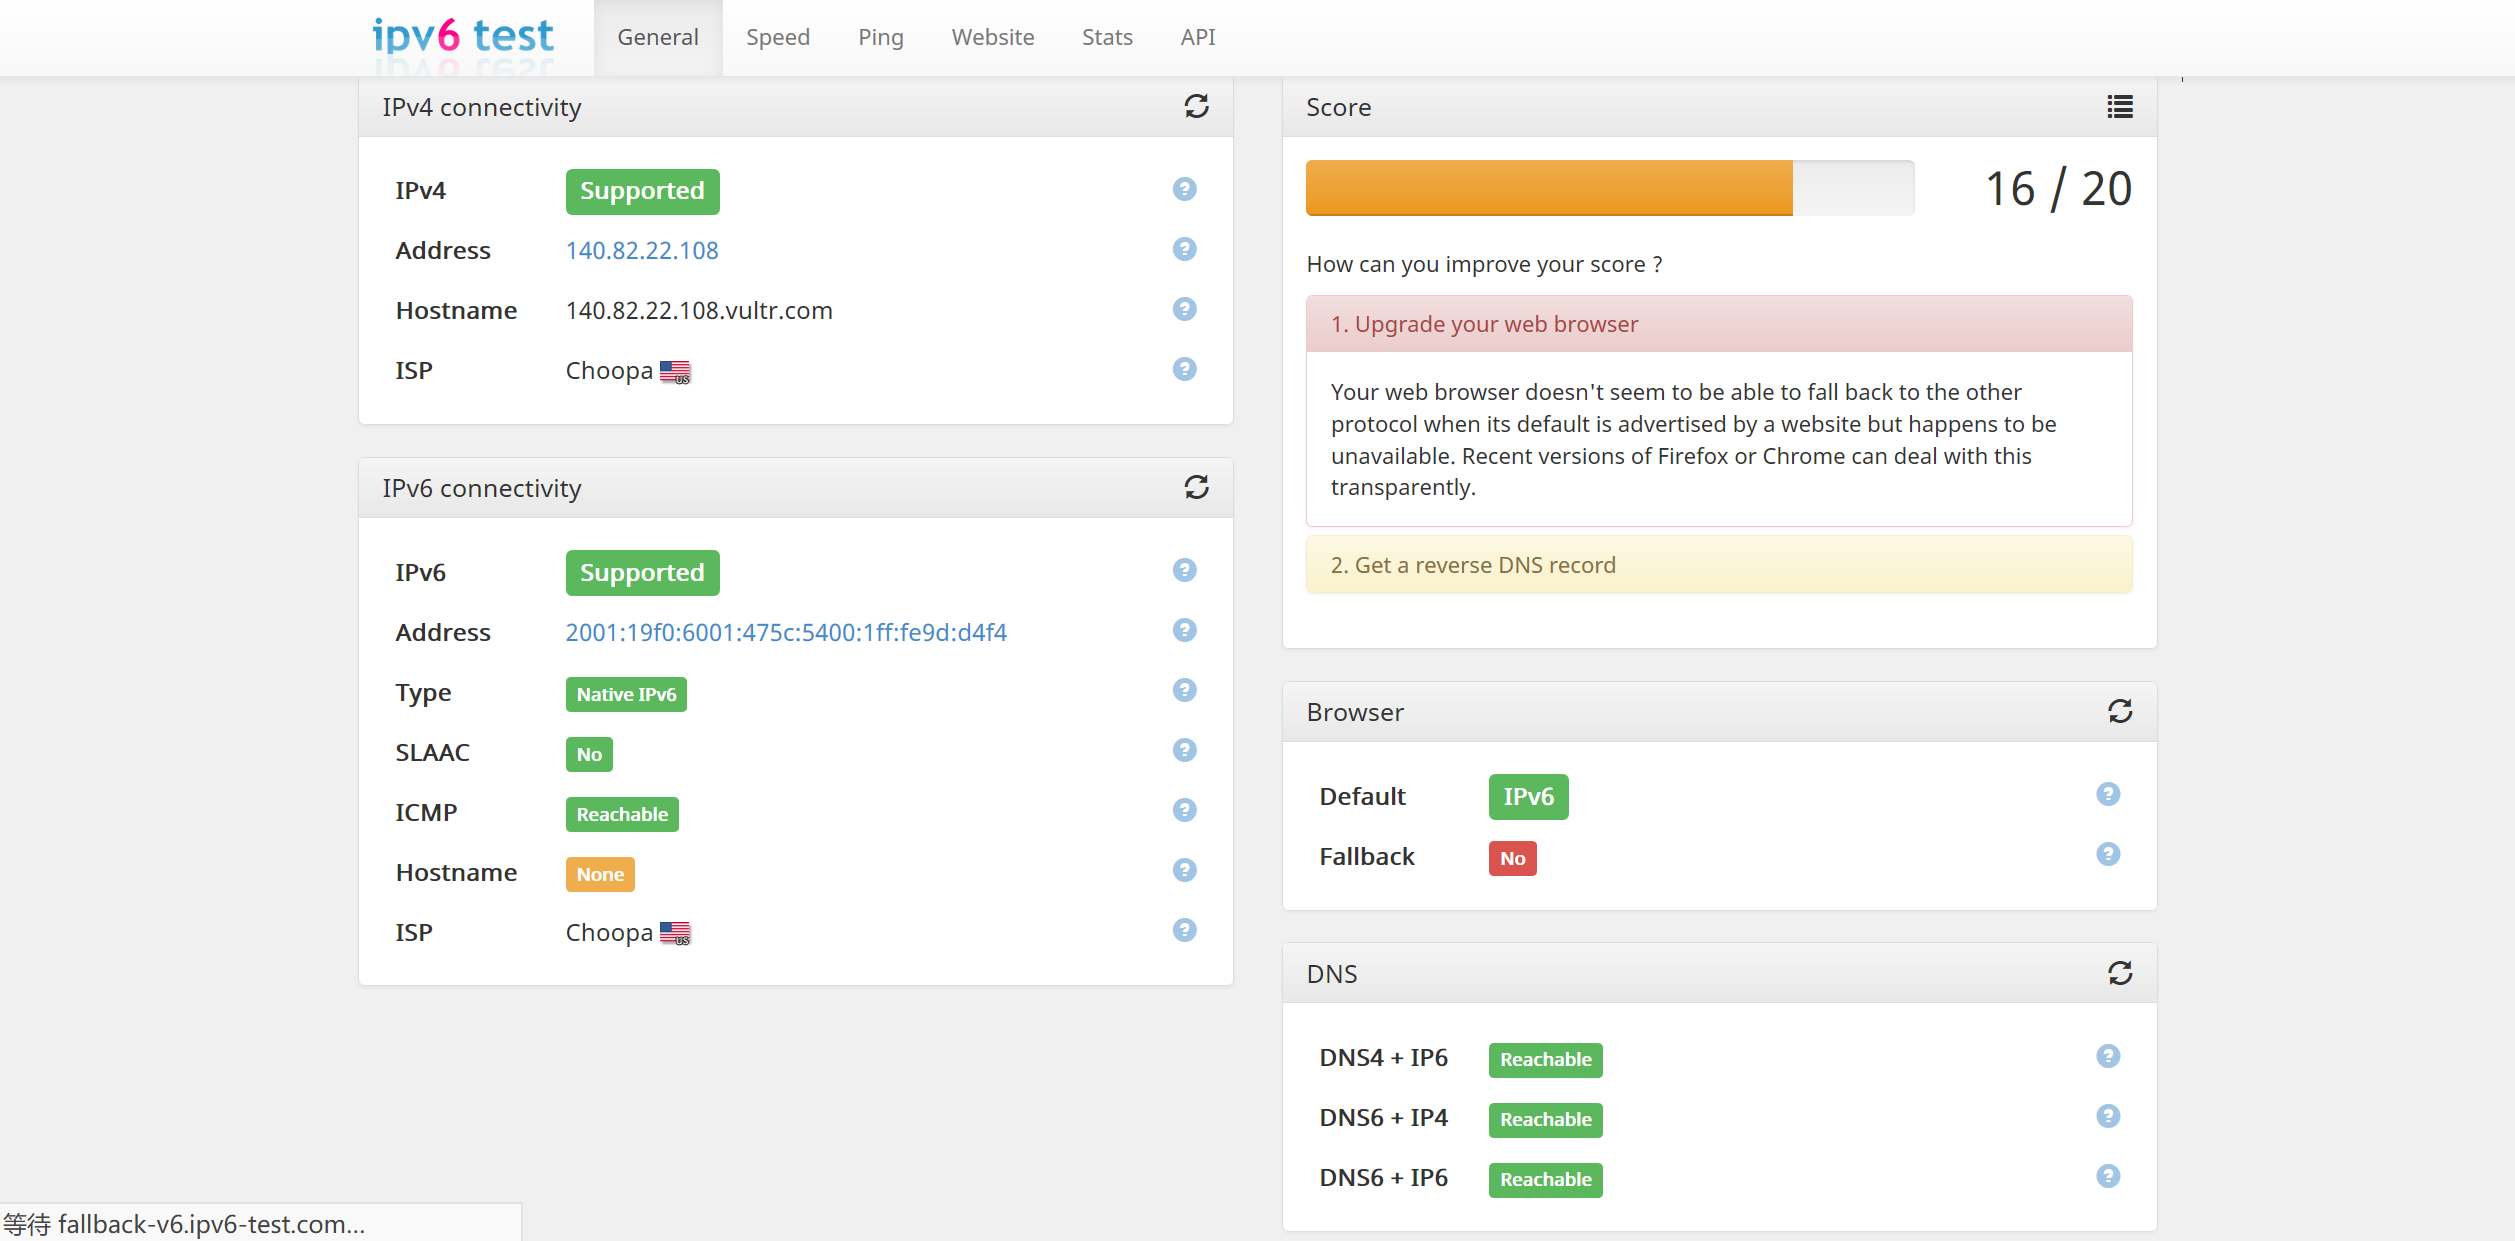 ipv6 test
General Speed Ping Website Stats API
IPv4 connectivity
IPv4 Supported
Address 140.82.22.108
Hostname 140.82.22.108.vultr.com
ISP Choopa US
IPv6 connectivity
IPv6 Supported
Address 2001:19f0:6001:475c:5400:1ff:fe9d:d4f4
Type Native IPv6
SLAAC No
ICMP Reachable
Hostname None
ISP Choopa US
Score
16 / 20
How can you improve your score ?
1. Upgrade your web browser
Your web browser doesn't seem to be able to fall back to the other
protocol when its default is advertised by a website but happens to be
unavailable. Recent versions of Firefox or Chrome can deal with this
transparently.
2. Get a reverse DNS record
Browser
Default IPv6
Fallback No
DNS
DNS4 + IP6 Reachable
DNS6 + IP4 Reachable
DNS6 + IP6 Reachable
等待 fallback-v6.ipv6-test.com...